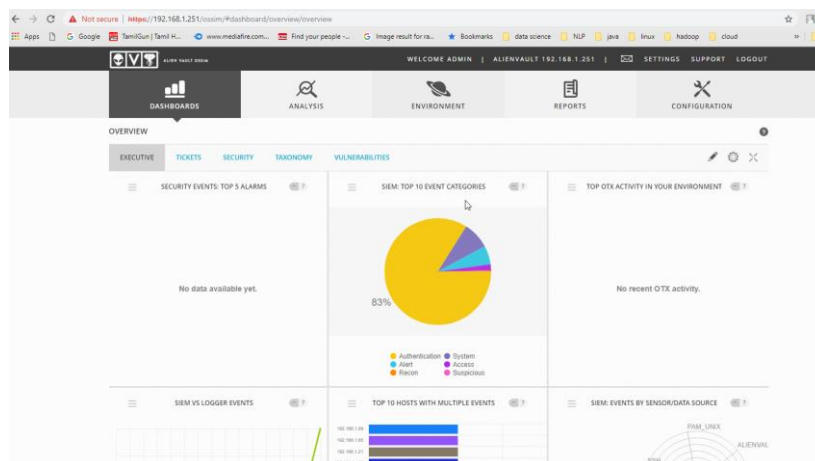 Not secure | https://192.168.1.251/ossim/#dashboard/overview/overview
Apps Google TamilGun | Tamil H... www.mediafire.com... Find your people -... Image result for ra... Bookmarks data science NLP java linux hadoop cloud »
AV ALIEN VAULT OSSIM WELCOME ADMIN | ALIENVAULT 192.168.1.251 | SETTINGS SUPPORT LOGOUT
DASHBOARDS ANALYSIS ENVIRONMENT REPORTS CONFIGURATION
OVERVIEW
EXECUTIVE TICKETS SECURITY TAXONOMY VULNERABILITIES
SECURITY EVENTS: TOP 5 ALARMS ? SIEM: TOP 10 EVENT CATEGORIES ? TOP OTX ACTIVITY IN YOUR ENVIRONMENT ?
No data available yet. No recent OTX activity.
83%
Authentication System
Alert Access
Recon Suspicious
SIEM VS LOGGER EVENTS ? TOP 10 HOSTS WITH MULTIPLE EVENTS ? SIEM: EVENTS BY SENSOR/DATA SOURCE ?
PAM_UNIX
ALIENVAL